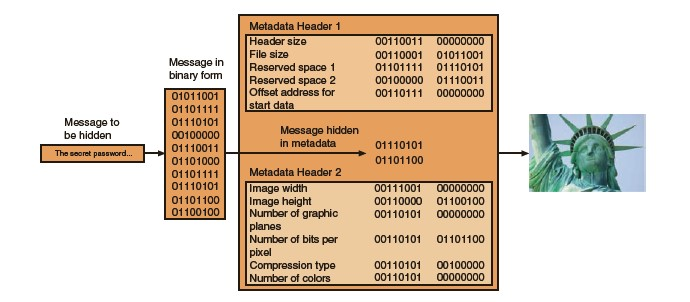 Message to
be hidden
The secret password...
Message in
binary form
01011001
01101111
01110101
00100000
01110011
01101000
01101111
01110101
01101100
01100100
Metadata Header 1
Header size 00110011 00000000
File size 00110001 01011001
Reserved space 1 01101111 01110101
Reserved space 2 00100000 01110011
Offset address for 00110111 00000000
start data
Message hidden
in metadata
01110101
01101100
Metadata Header 2
Image width 00111001 00000000
Image height 00110000 01100100
Number of graphic 00110101 00000000
planes
Number of bits per 00110101 01101100
pixel
Compression type 00110101 00100000
Number of colors 00110101 00000000